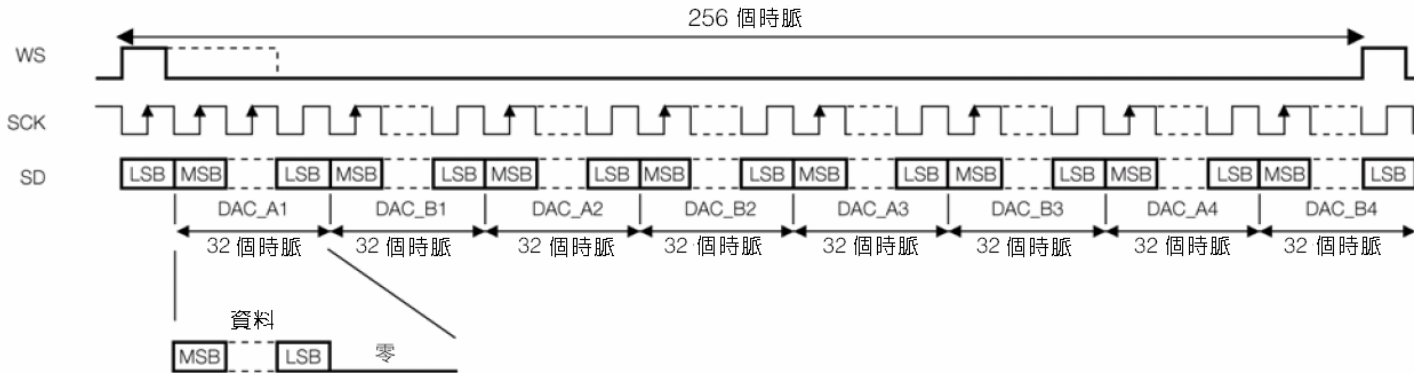 256 個時脈
WS
SCK
SD
LSB MSB LSB MSB LSB MSB LSB MSB LSB MSB LSB MSB LSB MSB LSB MSB LSB
DAC_A1 DAC_B1 DAC_A2 DAC_B2 DAC_A3 DAC_B3 DAC_A4 DAC_B4
32 個時脈 32 個時脈 32 個時脈 32 個時脈 32 個時脈 32 個時脈 32 個時脈 32 個時脈
資料
MSB LSB 零